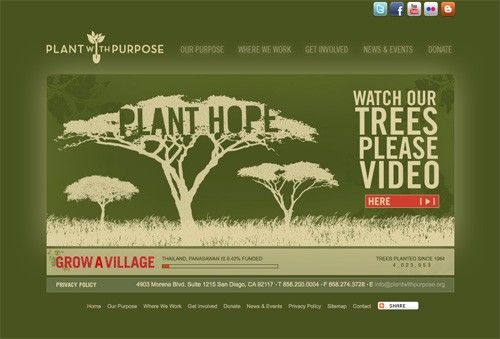 PLANT WITH PURPOSE
OUR PURPOSE WHERE WE WORK GET INVOLVED NEWS & EVENTS DONATE
PLANT HOPE
WATCH OUR
TREES
PLEASE
VIDEO
HERE
GROW A VILLAGE
THAILAND, PANASAWAN IS 9.42% FUNDED
TREES PLANTED SINCE 1984
PRIVACY POLICY
4903 Morena Blvd. Suite 1215 San Diego, CA 92117 - T 858.200.0004 - F 858.274.3728 - E info@plantwithpurpose.org
Home Our Purpose Where We Work Get Involved Donate News & Events Privacy Policy Sitemap Contact SHARE